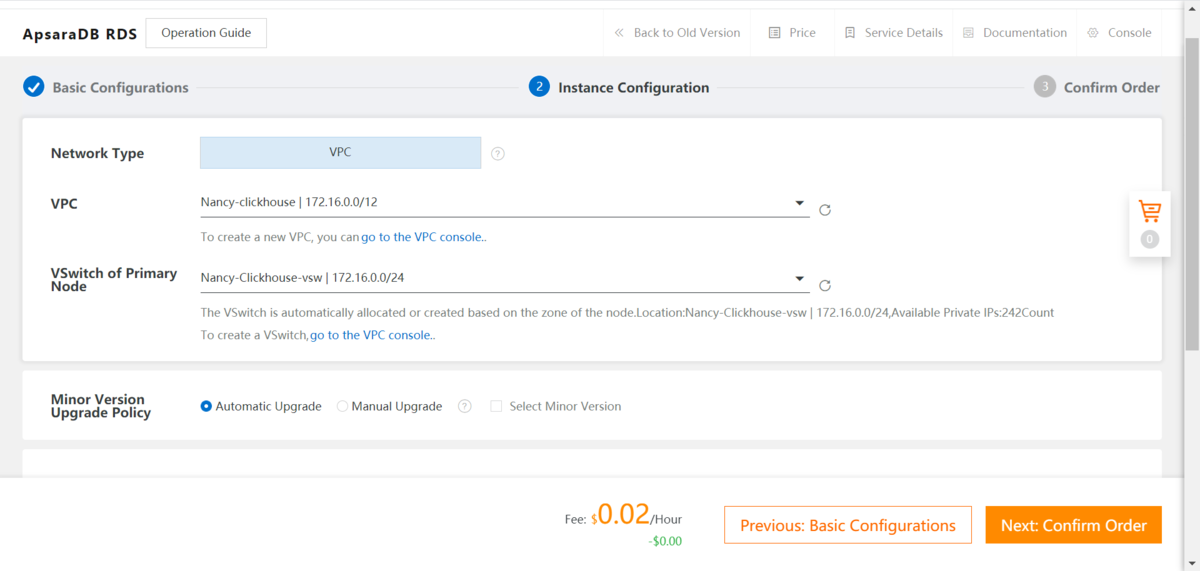 ApsaraDB RDS
Operation Guide
Back to Old Version
Price
Service Details
Documentation
Console
Basic Configurations
2
Instance Configuration
3
Confirm Order
Network Type
VPC
?
VPC
Nancy-clickhouse | 172.16.0.0/12
To create a new VPC, you can go to the VPC console..
VSwitch of Primary
Node
Nancy-Clickhouse-vsw | 172.16.0.0/24
The VSwitch is automatically allocated or created based on the zone of the node.Location:Nancy-Clickhouse-vsw | 172.16.0.0/24,Available Private IPs:242Count
To create a VSwitch,go to the VPC console..
0
Minor Version
Upgrade Policy
Automatic Upgrade
Manual Upgrade
?
Select Minor Version
Fee: $0.02/Hour
-$0.00
Previous: Basic Configurations
Next: Confirm Order